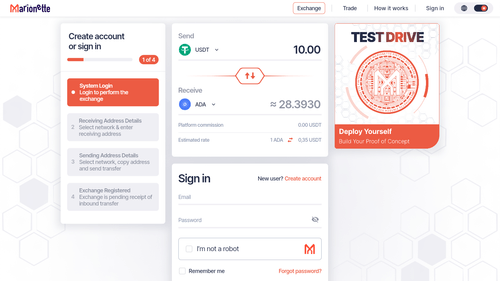 Marionette
Exchange
Trade
How it works
Sign in
Create account
or sign in
1 of 4
System Login
Login to perform the
exchange
2
Receiving Address Details
Select network & enter
receiving address
3
Sending Address Details
Select network, copy address
and send transfer
4
Exchange Registered
Exchange is pending receipt of
inbound transfer
Send
USDT
10.00
Receive
ADA
≈ 28.3930
Platform commission
0.00 USDT
Estimated rate
1 ADA
0,35 USDT
Sign in
New user? Create account
Email
Password
I'm not a robot
Remember me
Forgot password?
TEST DRIVE
Deploy Yourself
Build Your Proof of Concept